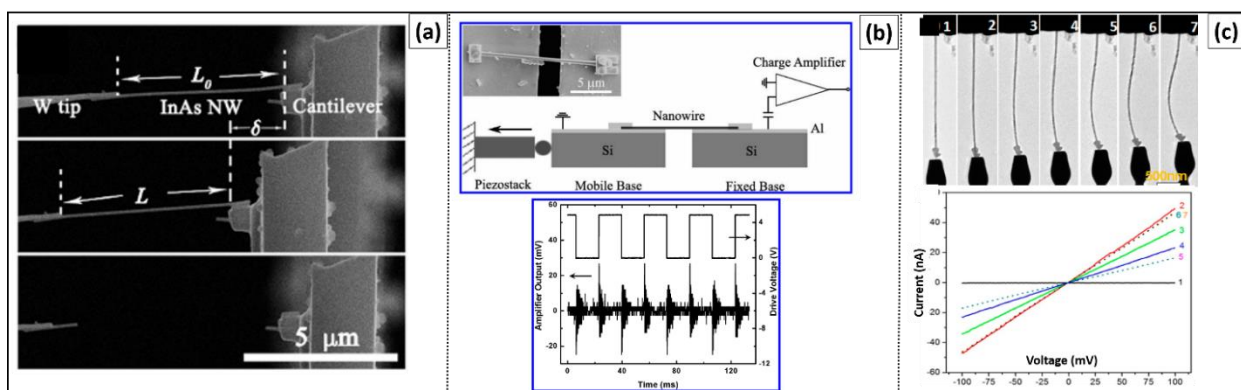 (a)
L₀
W tip
InAs NW
Cantilever
δ
L
5 μm
(b)
5 μm
Charge Amplifier
Nanowire
Al
Si
Si
Piezostack
Mobile Base
Fixed Base
Amplifier Output (mV)
60
40
20
0
-20
Drive Voltage (V)
4
0
-4
-8
-12
0
40
80
120
Time (ms)
(c)
1
2
3
4
5
6
7
500nm
Current (nA)
40
20
0
-20
-40
-60
-100
-75
-50
-25
0
25
50
75
100
Voltage (mV)
2
6
7
3
4
5
1